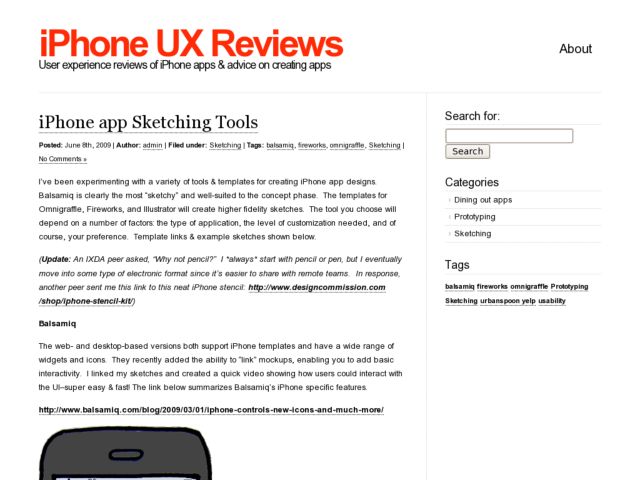 iPhone UX Reviews
User experience reviews of iPhone apps & advice on creating apps
About
iPhone app Sketching Tools
Posted: June 8th, 2009 | Author: admin | Filed under: Sketching | Tags: balsamiq, fireworks, omnigraffle, Sketching |
No Comments »
I've been experimenting with a variety of tools & templates for creating iPhone app designs.
Balsamiq is clearly the most "sketchy" and well-suited to the concept phase.  The templates for
Omnigraffle, Fireworks, and Illustrator will create higher fidelity sketches.  The tool you choose will
depend on a number of factors: the type of application, the level of customization needed, and of
course, your preference.  Template links & example sketches shown below.
(Update: An IXDA peer asked, "Why not pencil?"  I *always* start with pencil or pen, but I eventually
move into some type of electronic format since it's easier to share with remote teams.  In response,
another peer sent me this link to this neat iPhone stencil: http://www.designcommission.com
/shop/iphone-stencil-kit/)
Balsamiq
The web- and desktop-based versions both support iPhone templates and have a wide range of
widgets and icons.  They recently added the ability to "link" mockups, enabling you to add basic
interactivity.  I linked my sketches and created a quick video showing how users could interact with
the UI–super easy & fast! The link below summarizes Balsamiq's iPhone specific features.
http://www.balsamiq.com/blog/2009/03/01/iphone-controls-new-icons-and-much-more/
Search for:
Search
Categories
Dining out apps
Prototyping
Sketching
Tags
balsamiq fireworks omnigraffle Prototyping
Sketching urbanspoon yelp usability